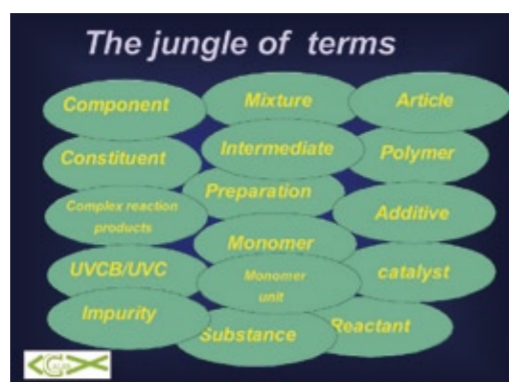 The jungle of terms
Component
Mixture
Article
Constituent
Intermediate
Polymer
Preparation
Complex reaction
products
Additive
Monomer
UVCB/UVC
Monomer
unit
catalyst
Impurity
Substance
Reactant